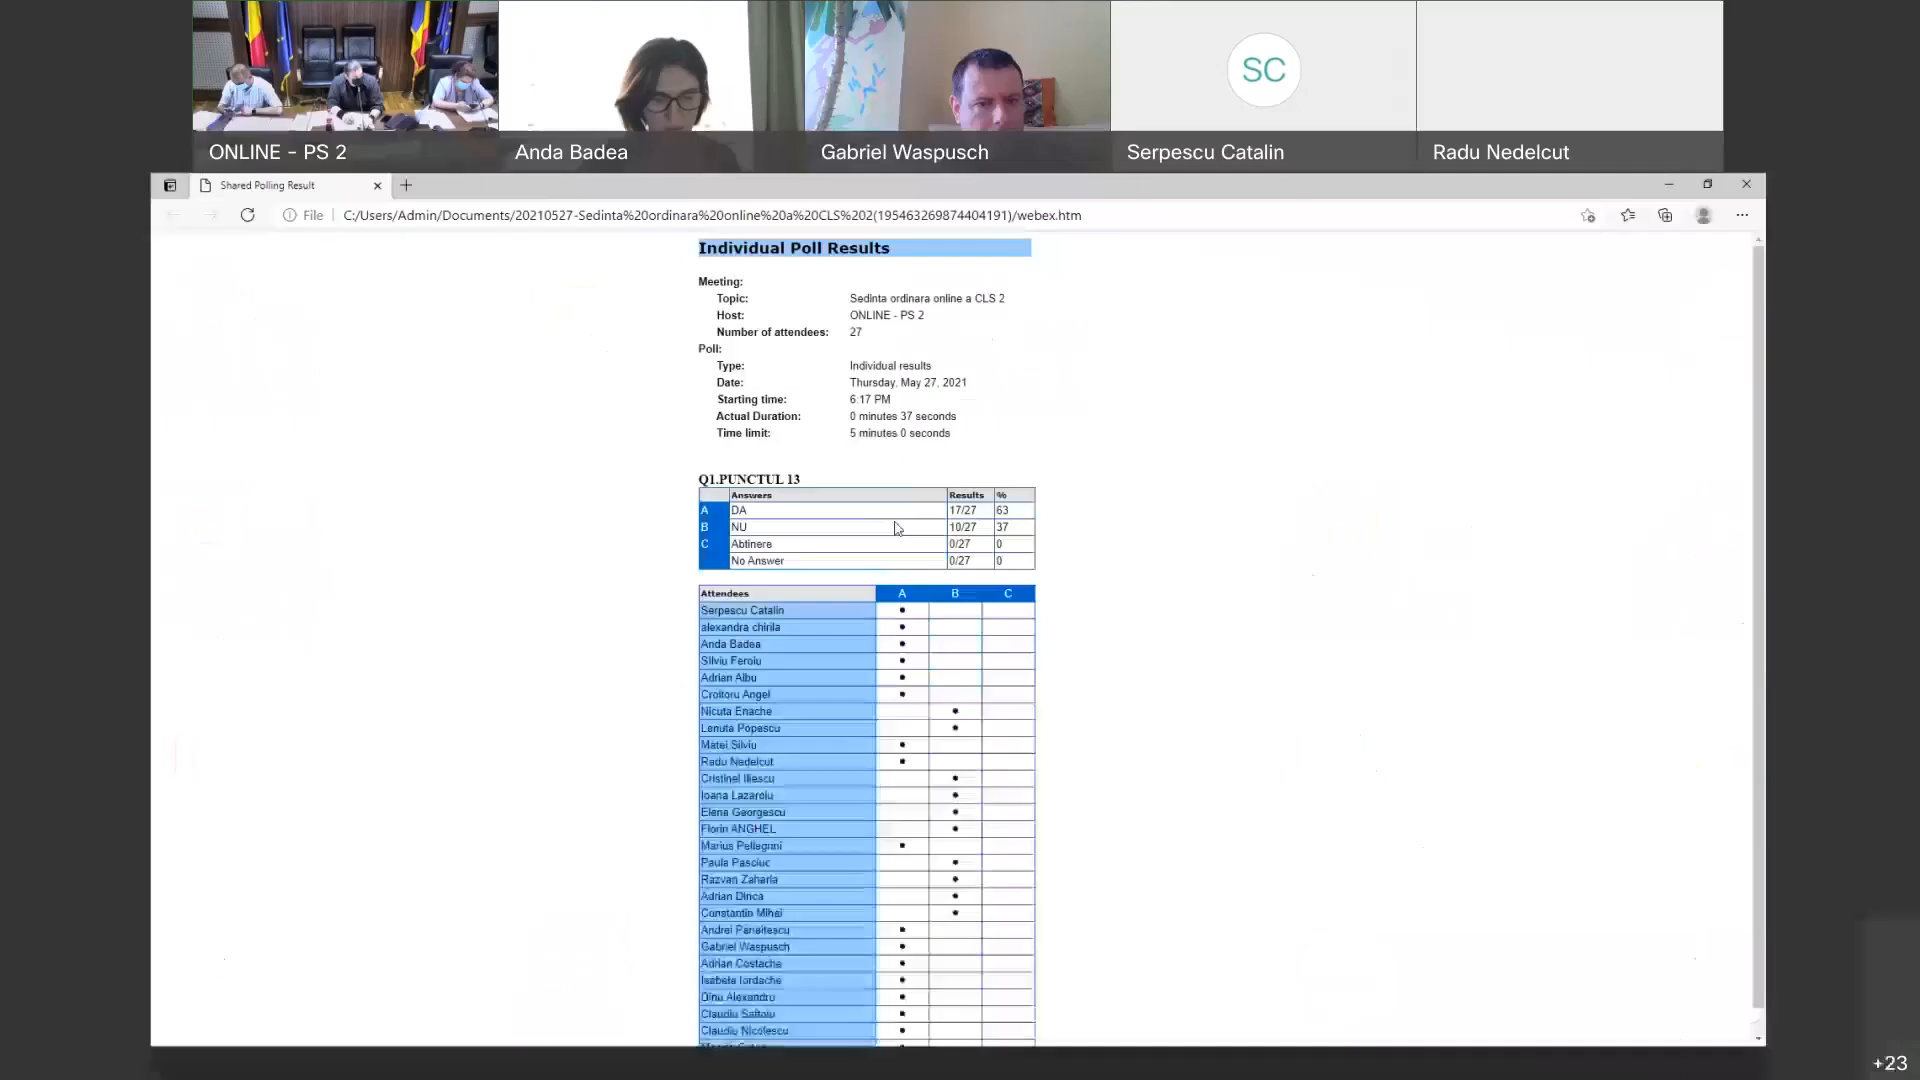 SC
ONLINE - PS 2
Anda Badea
Gabriel Waspusch
Serpescu Catalin
Radu Nedelcut
Shared Polling Result
File
C:/Users/Admin/Documents/20210527-Sedinta%20ordinara%20online%20a%20CLS%202(195463269874404191)/webex.htm
Individual Poll Results
Meeting:
Topic: Sedinta ordinara online a CLS 2
Host: ONLINE - PS 2
Number of attendees: 27
Poll:
Type: Individual results
Date: Thursday, May 27, 2021
Starting time: 6:17 PM
Actual Duration: 0 minutes 37 seconds
Time limit: 5 minutes 0 seconds
Q1.PUNCTUL 13
Answers Results %
A DA 17/27 63
B NU 10/27 37
C Abtinere 0/27 0
No Answer 0/27 0
Attendees A B C
Serpescu Catalin
alexandra chirila
Anda Badea
Silviu Feroiu
Adrian Albu
Croitoru Angel
Nicuta Enache
Lenuta Popescu
Matei Silviu
Radu Nedelcut
Cristinel Iliescu
Ioana Lazaroiu
Elena Georgescu
Florin ANGHEL
Marius Pellegrini
Paula Pasciuc
Razvan Zaharia
Adrian Dinca
Constantin Mihai
Andrei Panaitescu
Gabriel Waspusch
Adrian Costache
Isabela Iordache
Dinu Alexandru
Claudiu Saftoiu
Claudiu Nicolescu
+23